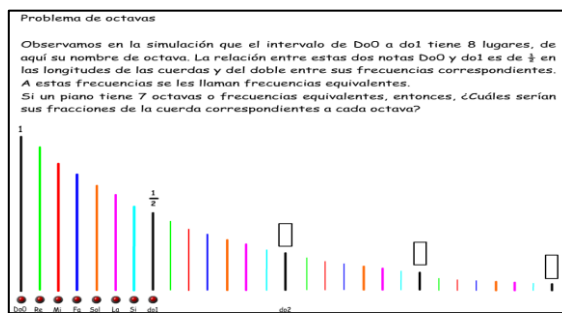 Problema de octavas
Observamos en la simulación que el intervalo de Do0 a do1 tiene 8 lugares, de
aquí su nombre de octava. La relación entre estas dos notas Do0 y do1 es de ½ en
las longitudes de las cuerdas y del doble entre sus frecuencias correspondientes.
A estas frecuencias se les llaman frecuencias equivalentes.
Si un piano tiene 7 octavas o frecuencias equivalentes, entonces, ¿Cuáles serían
sus fracciones de la cuerda correspondientes a cada octava?
1
1/2
Do0 Re Mi Fa Sol La Si do1 do2